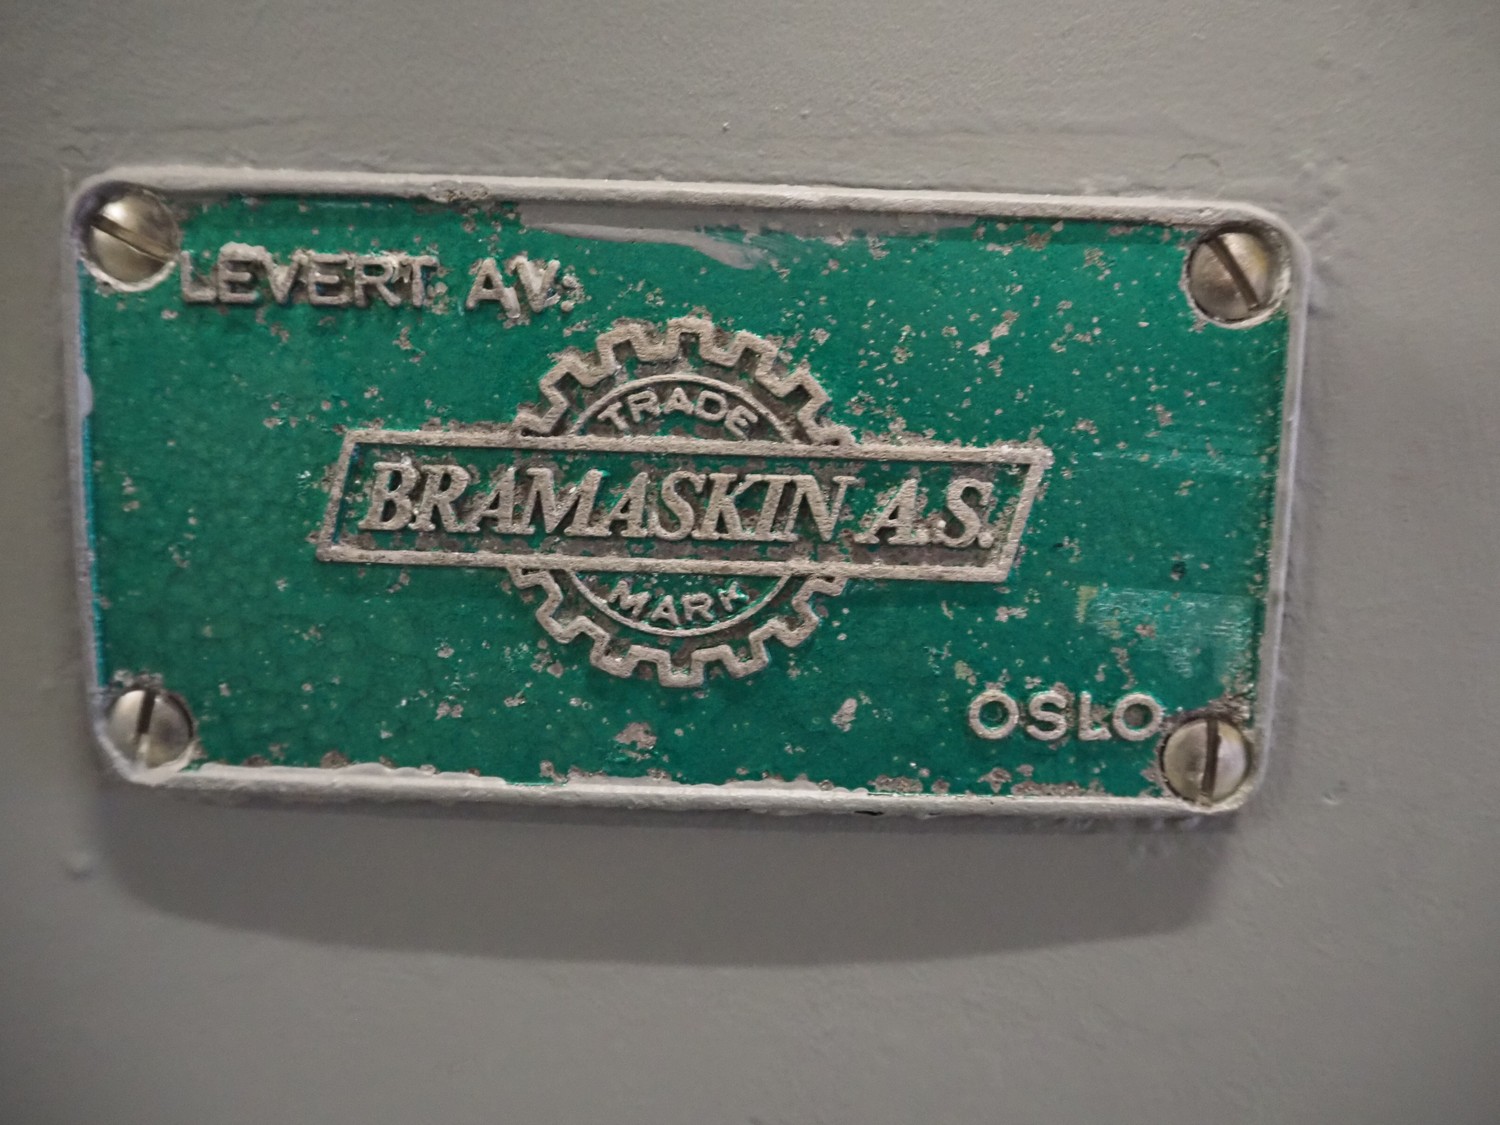 LEVERT AV:
TRADE
BRAMASKIN A.S.
MARK
OSLO